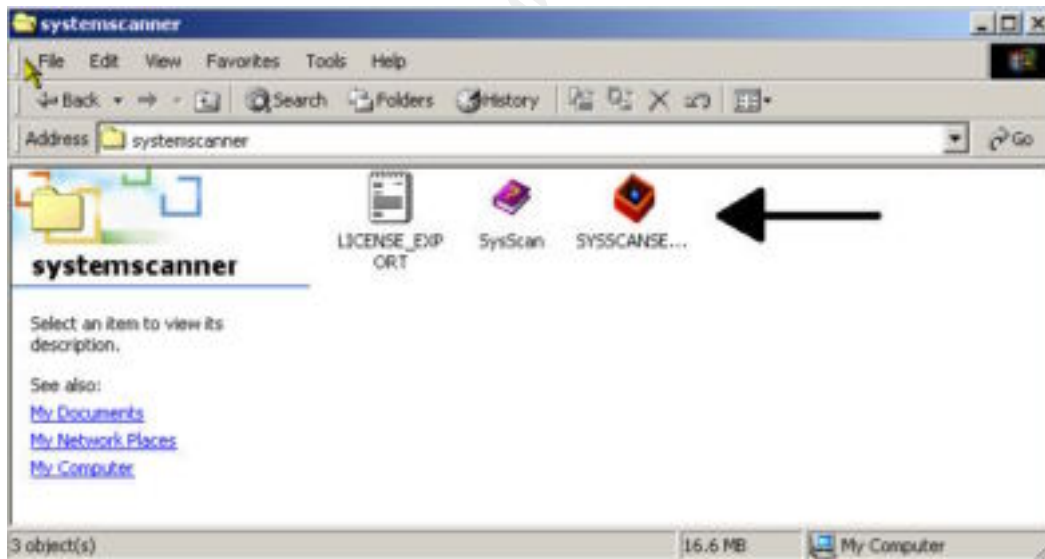 systemscanner
File Edit View Favorites Tools Help
Back Search Folders History
Address systemscanner Go
LICENSE_EXP
ORT
SysScan
SYSSCANSE...
systemscanner
Select an item to view its
description.
See also:
My Documents
My Network Places
My Computer
3 object(s) 16.6 MB My Computer